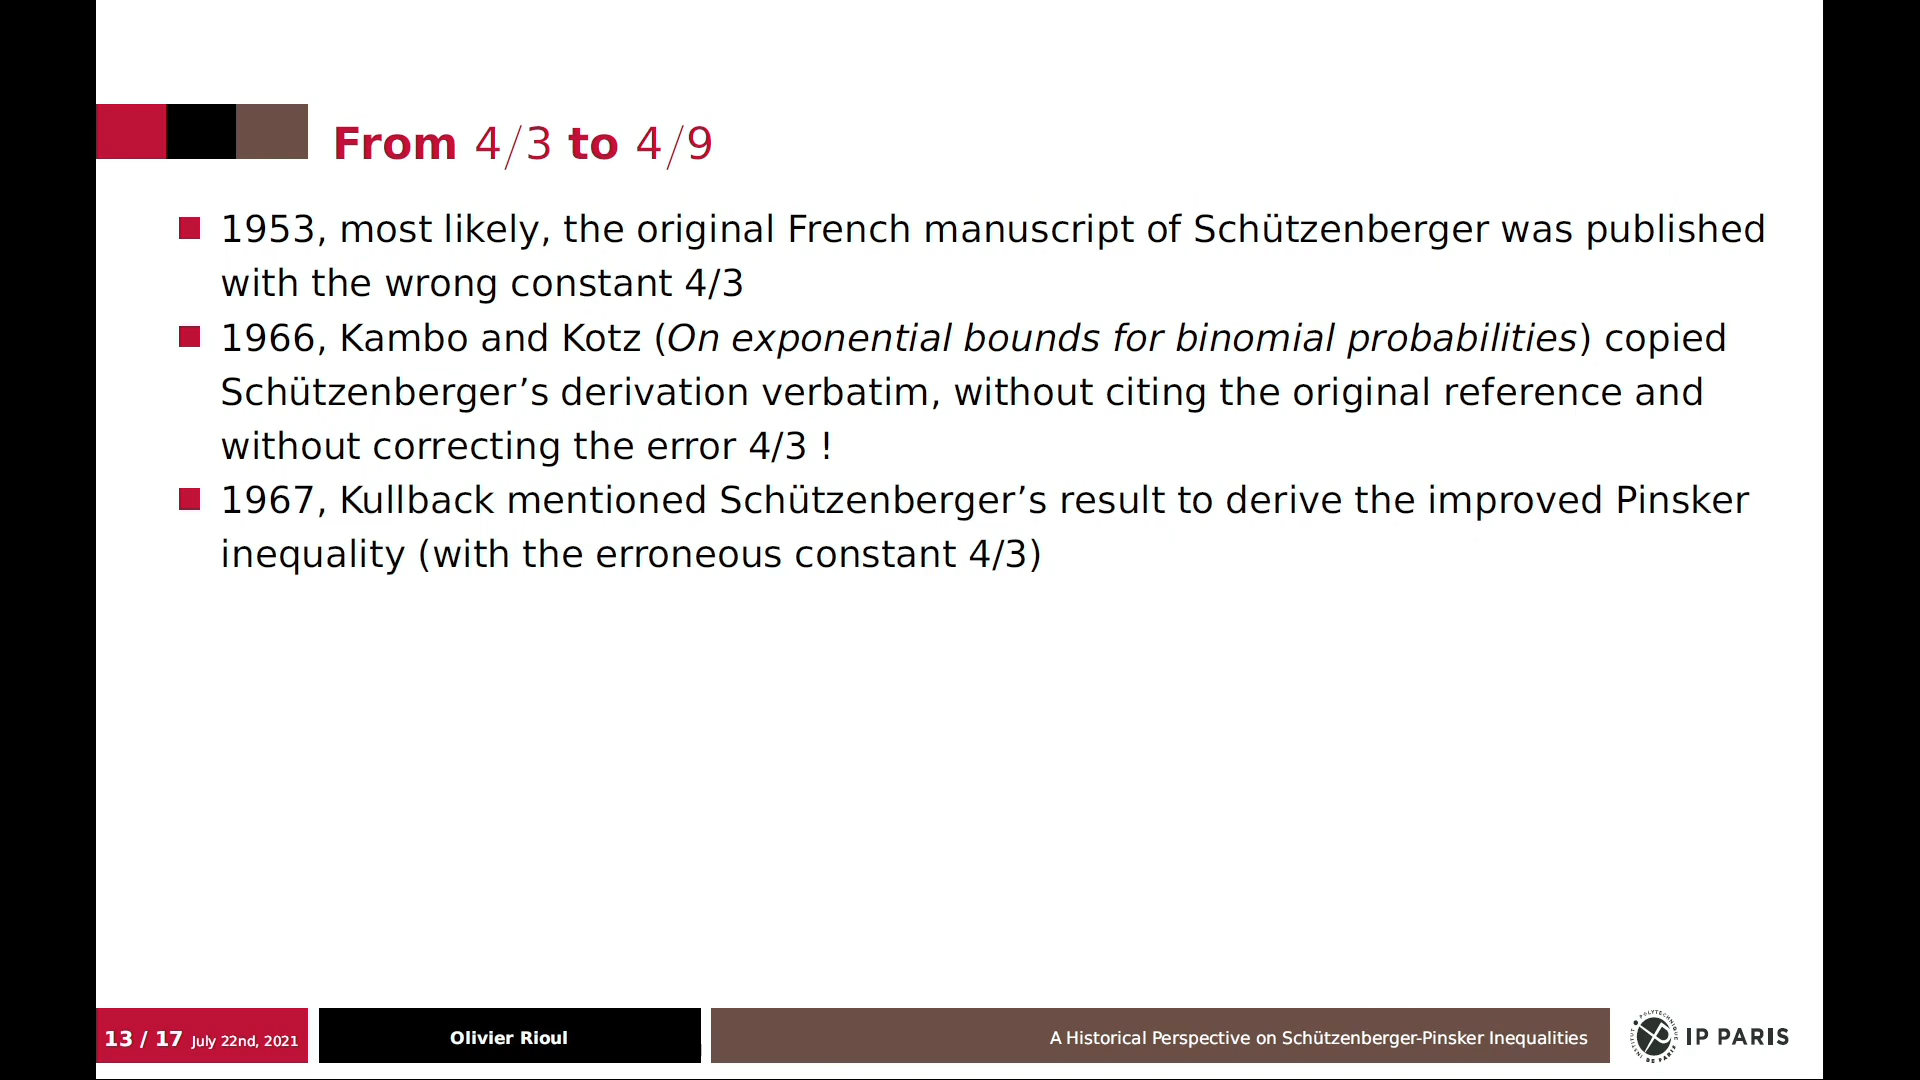 From 4/3 to 4/9
1953, most likely, the original French manuscript of Schützenberger was published
with the wrong constant 4/3
1966, Kambo and Kotz (On exponential bounds for binomial probabilities) copied
Schützenberger’s derivation verbatim, without citing the original reference and
without correcting the error 4/3 !
1967, Kullback mentioned Schützenberger’s result to derive the improved Pinsker
inequality (with the erroneous constant 4/3)
13 / 17 July 22nd, 2021
Olivier Rioul
A Historical Perspective on Schützenberger-Pinsker Inequalities
INSTITUT POLYTECHNIQUE DE PARIS
IP PARIS